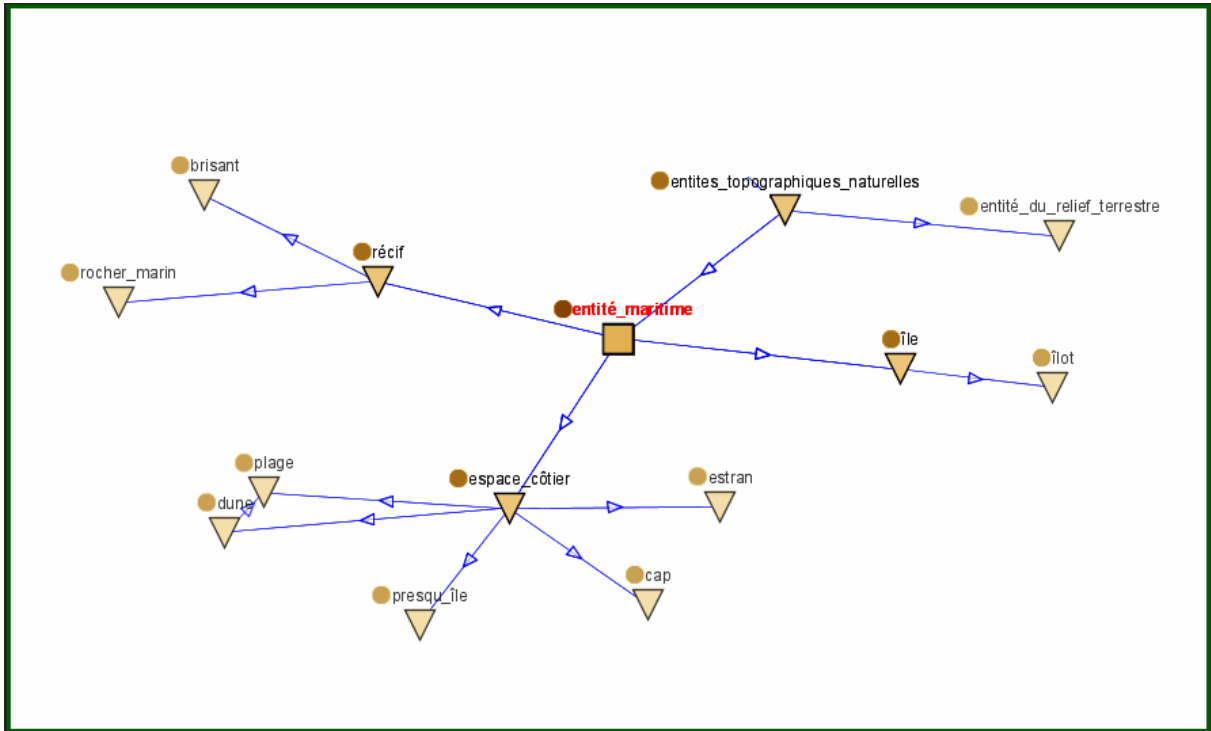 brisant
entites_topographiques_naturelles
entité_du_relief_terrestre
récif
rocher_marin
entité_maritime
île
îlot
plage
espace_côtier
estran
dune
cap
presqu_île